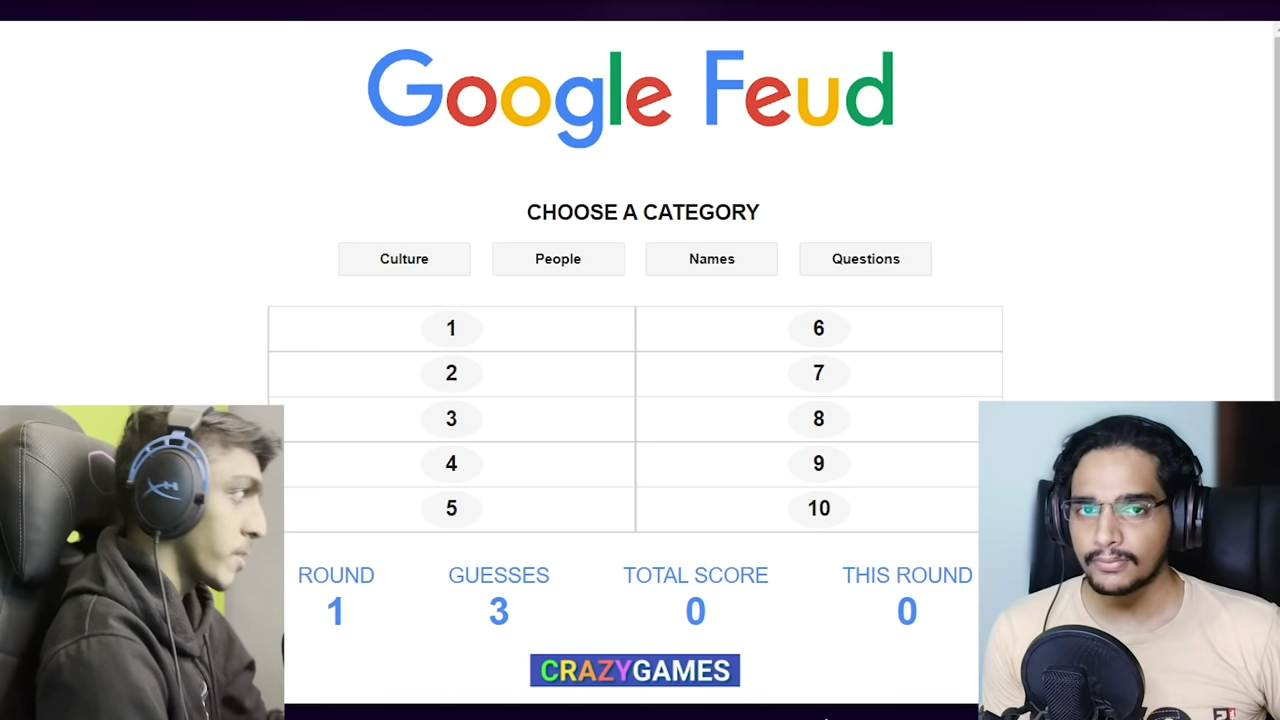 Google Feud
CHOOSE A CATEGORY
Culture People Names Questions
1 6
2 7
3 8
4 9
5 10
ROUND GUESSES TOTAL SCORE THIS ROUND
1 3 0 0
CRAZYGAMES